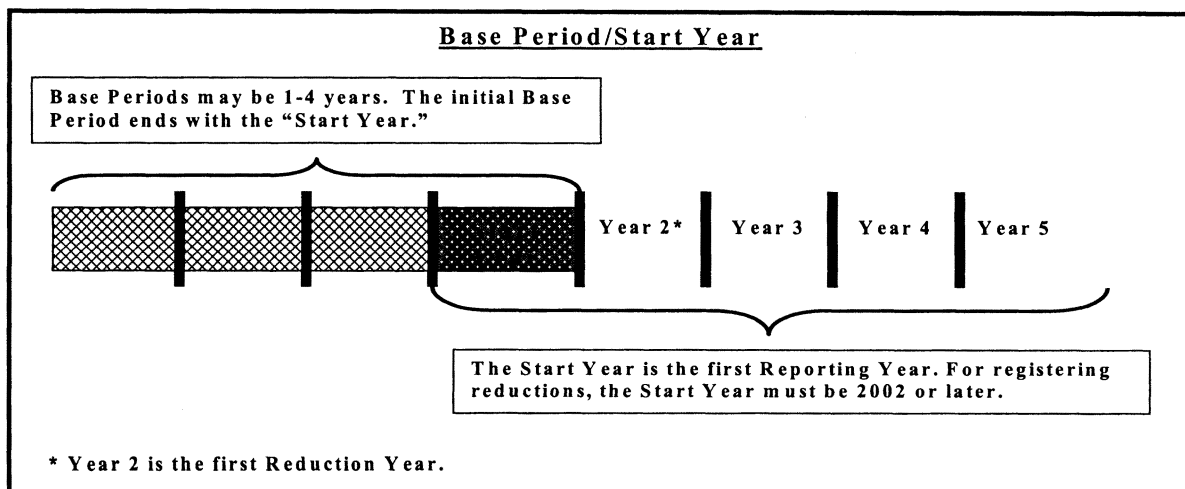 Base Period/Start Year
Base Periods may be 1-4 years. The initial Base
Period ends with the “Start Year.”
Year 2*
Year 3
Year 4
Year 5
The Start Year is the first Reporting Year. For registering
reductions, the Start Year must be 2002 or later.
* Year 2 is the first Reduction Year.